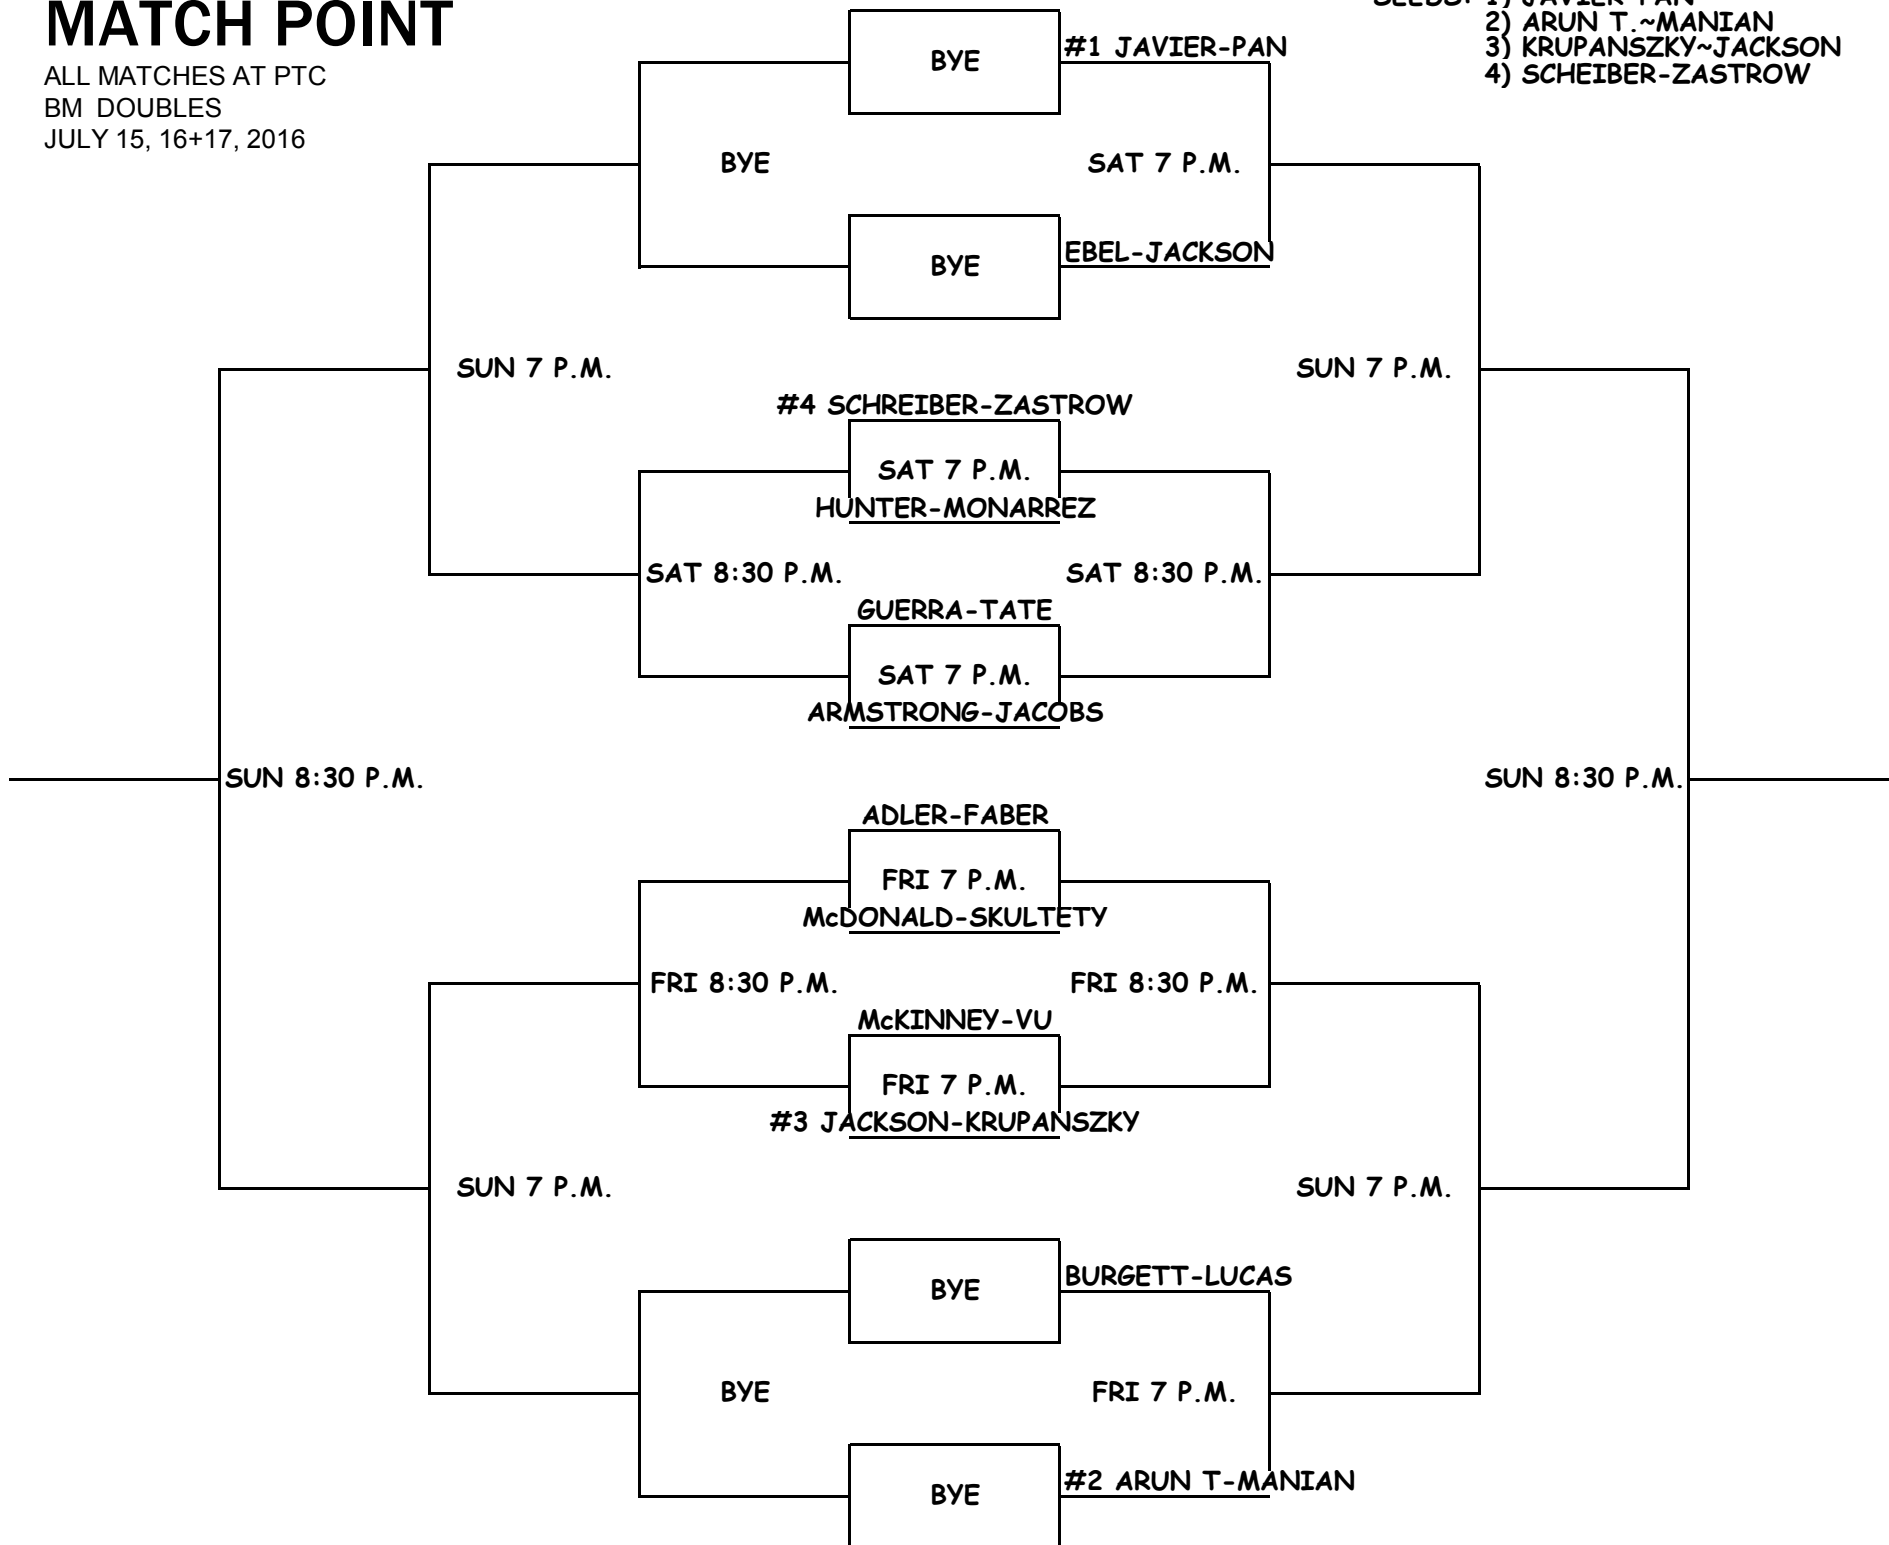 MATCH POINT
ALL MATCHES AT PTC
BM DOUBLES
JULY 15, 16+17, 2016
SEEDS: 1) JAVIER-PAN
2) ARUN T.~MANIAN
3) KRUPANSZKY~JACKSON
4) SCHEIBER-ZASTROW
BYE
#1 JAVIER-PAN
BYE
SAT 7 P.M.
BYE
EBEL-JACKSON
SUN 7 P.M.
SUN 7 P.M.
#4 SCHREIBER-ZASTROW
SAT 7 P.M.
HUNTER-MONARREZ
SAT 8:30 P.M.
SAT 8:30 P.M.
GUERRA-TATE
SAT 7 P.M.
ARMSTRONG-JACOBS
SUN 8:30 P.M.
SUN 8:30 P.M.
ADLER-FABER
FRI 7 P.M.
McDONALD-SKULTETY
FRI 8:30 P.M.
FRI 8:30 P.M.
McKINNEY-VU
FRI 7 P.M.
#3 JACKSON-KRUPANSZKY
SUN 7 P.M.
SUN 7 P.M.
BYE
BURGETT-LUCAS
BYE
FRI 7 P.M.
BYE
#2 ARUN T-MANIAN